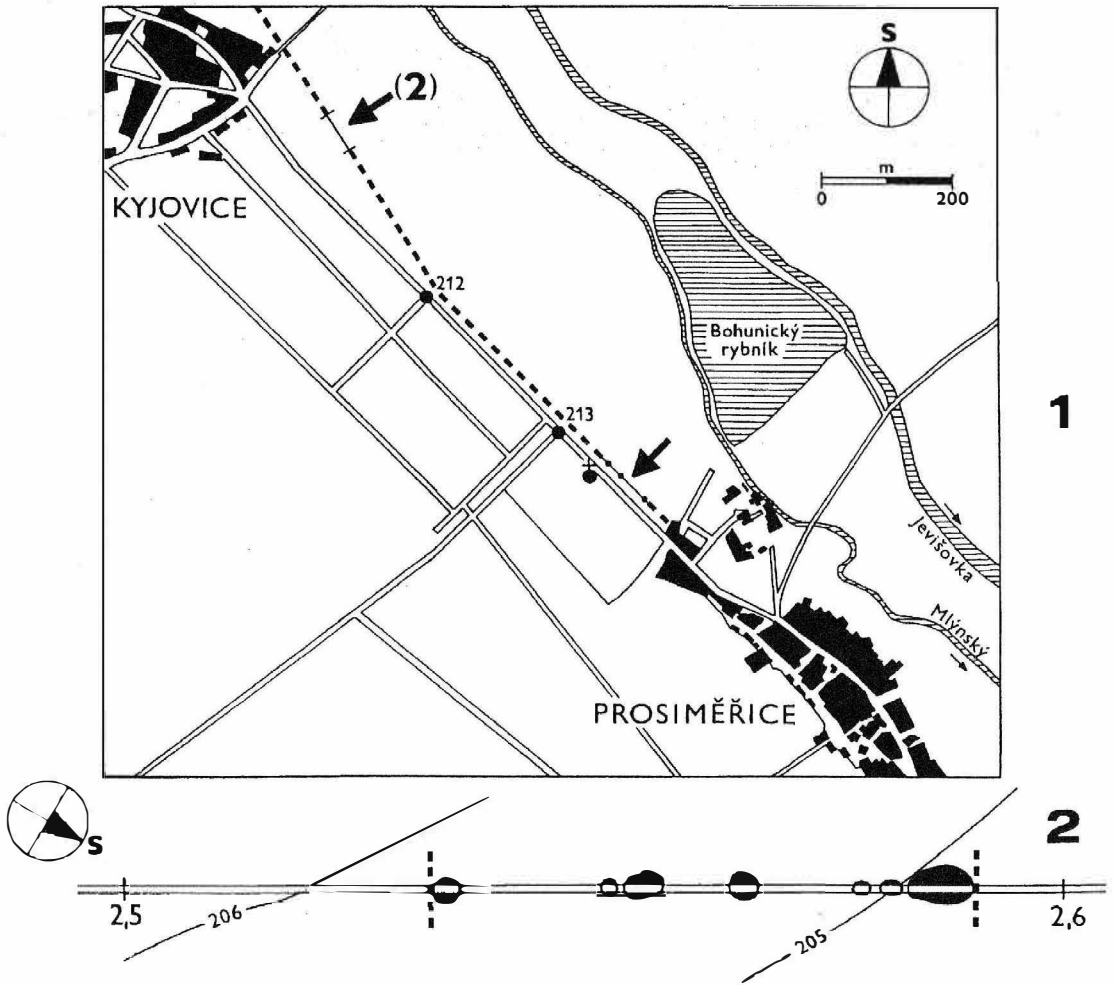 S
(2)
m
0 200
KYJOVICE
212
Bohunický
rybník
1
213
Jevišovka
Mlýnský
PROSIMĚŘICE
S
2
206
205
2,5
2,6